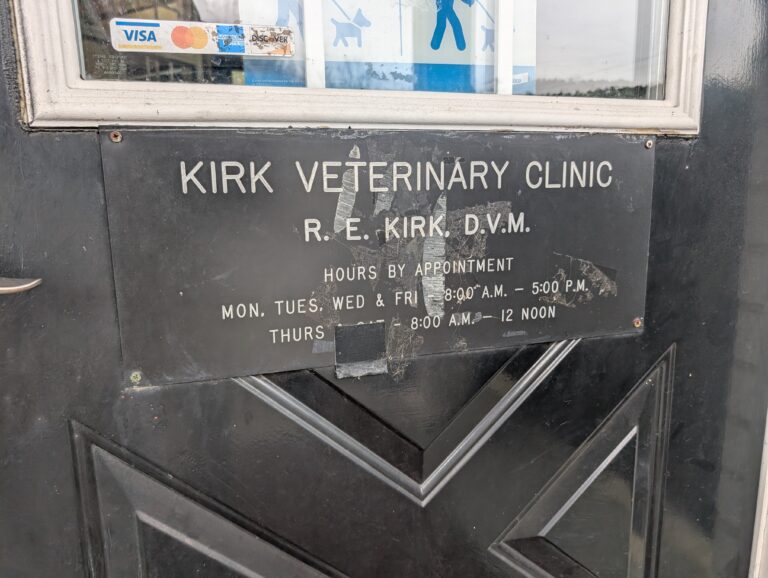 VISA DISCOVER
KIRK VETERINARY CLINIC
R. E. KIRK, D.V.M.
HOURS BY APPOINTMENT
MON, TUES, WED & FRI - 8:00 A.M. - 5:00 P.M.
THURS - 8:00 A.M. - 12 NOON